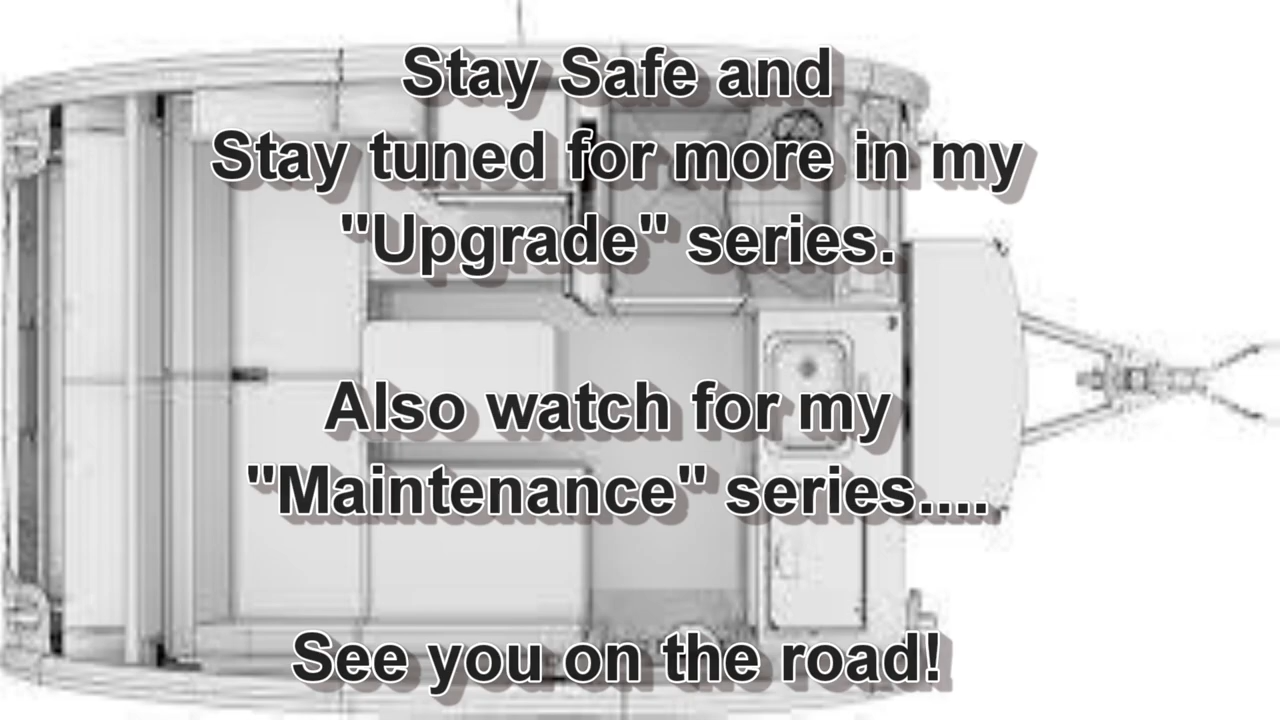 Stay Safe and
Stay tuned for more in my
"Upgrade" series.
Also watch for my
"Maintenance" series....
See you on the road!